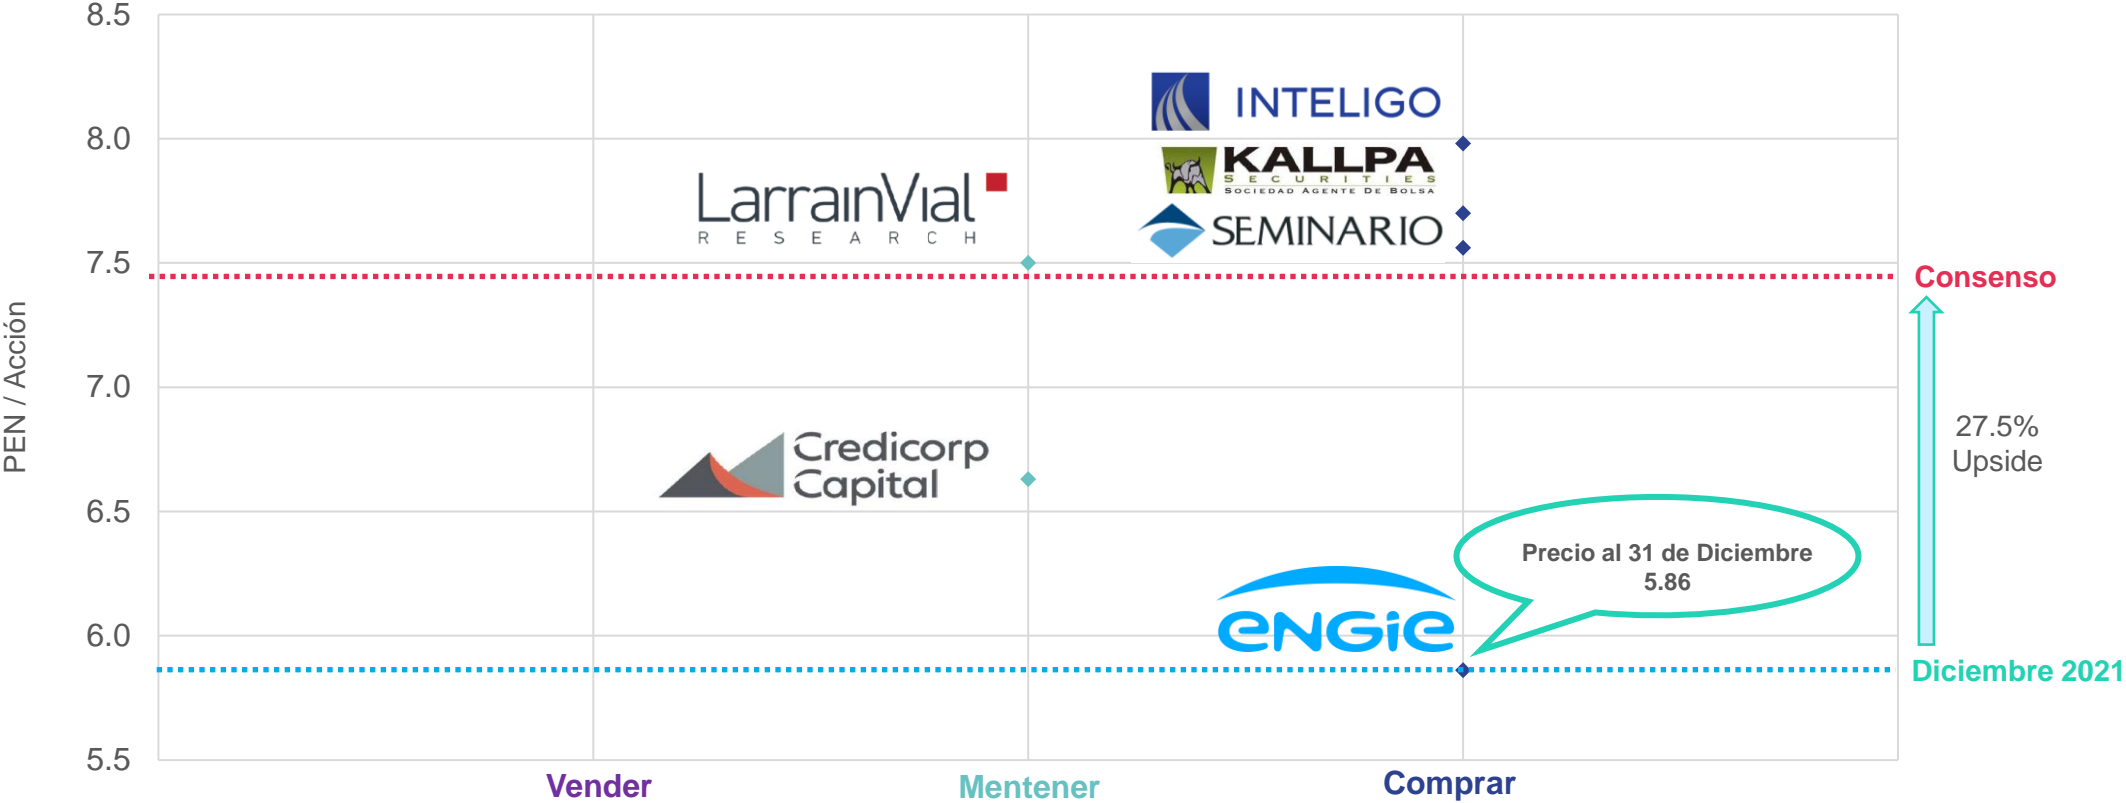 8.5
8.0
7.5
7.0
6.5
6.0
5.5
PEN / Acción
INTELIGO
KALLPA
SECURITIES
SOCIEDAD AGENTE DE BOLSA
SEMINARIO
LarrainVial
RESEARCH
Consenso
27.5%
Upside
Credicorp
Capital
Precio al 31 de Diciembre
5.86
ENGIE
Diciembre 2021
Vender
Mentener
Comprar